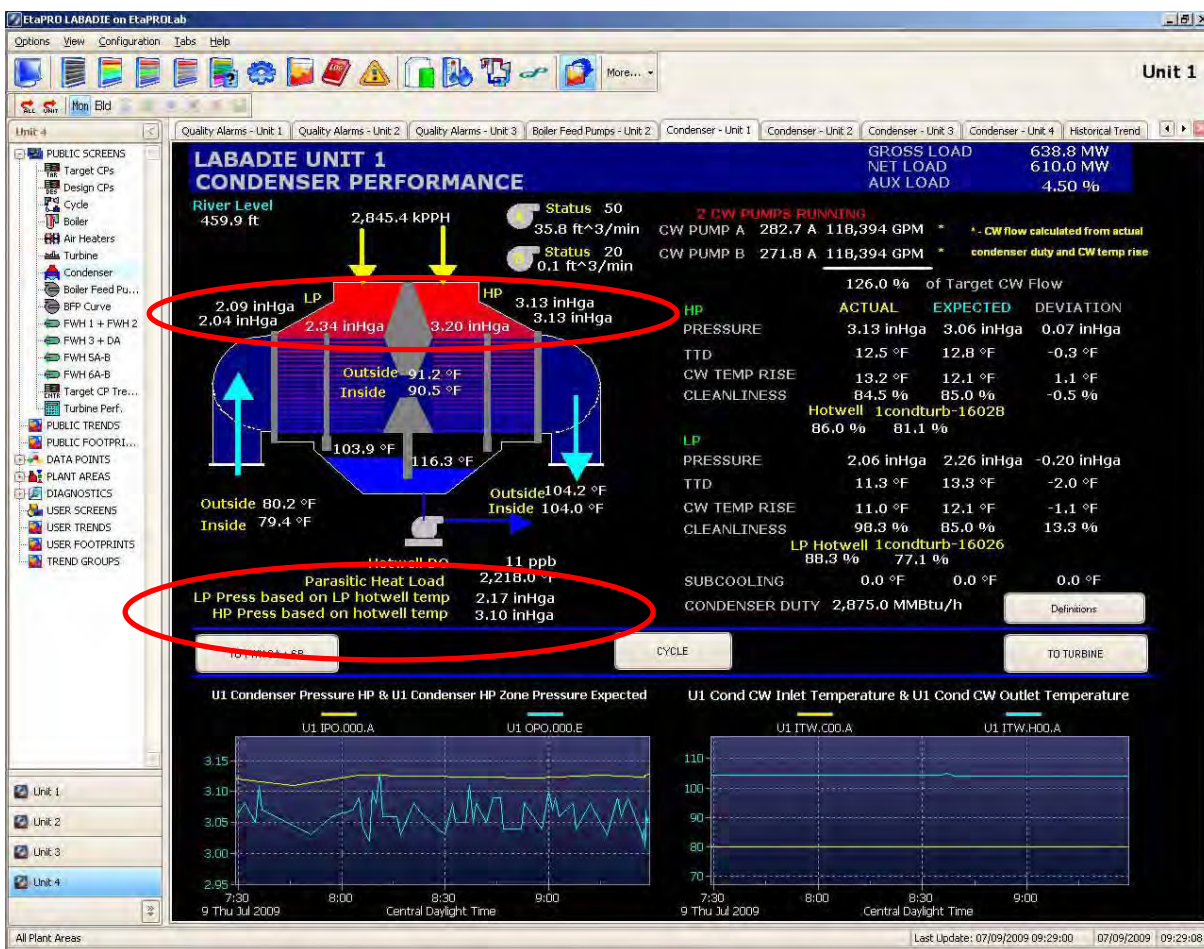 EtaPRO LABADIE on EtaPROLab
Options View Configuration Tabs Help
More...
Unit 1
ALL UNIT Mon Bld
Unit 4
Quality Alarms - Unit 1 Quality Alarms - Unit 2 Quality Alarms - Unit 3 Boiler Feed Pumps - Unit 2 Condenser - Unit 1 Condenser - Unit 2 Condenser - Unit 3 Condenser - Unit 4 Historical Trend
PUBLIC SCREENS
Target CPs
Design CPs
Cycle
Boiler
Air Heaters
Turbine
Condenser
Boiler Feed Pu...
BFP Curve
FWH 1 + FWH 2
FWH 3 + DA
FWH 5A-B
FWH 6A-B
Target CP Tre...
Turbine Perf.
PUBLIC TRENDS
PUBLIC FOOTPRI...
DATA POINTS
PLANT AREAS
DIAGNOSTICS
USER SCREENS
USER TRENDS
USER FOOTPRINTS
TREND GROUPS
Unit 1
Unit 2
Unit 3
Unit 4
LABADIE UNIT 1
CONDENSER PERFORMANCE
GROSS LOAD 638.8 MW
NET LOAD 610.0 MW
AUX LOAD 4.50 %
River Level
459.9 ft
2,845.4 kPPH
A Status 50
35.8 ft^3/min
Status 20
0.1 ft^3/min
2 CW PUMPS RUNNING
CW PUMP A 282.7 A 118,394 GPM *
CW PUMP B 271.8 A 118,394 GPM *
* - CW flow calculated from actual
condenser duty and CW temp rise
126.0 % of Target CW Flow
2.09 inHga LP HP 3.13 inHga
2.04 inHga 3.13 inHga
2.34 inHga 3.20 inHga
Outside 91.2 °F
Inside 90.5 °F
103.9 °F
116.3 °F
Outside 80.2 °F
Inside 79.4 °F
Outside 104.2 °F
Inside 104.0 °F
Hotwell DO 11 ppb
Parasitic Heat Load 2,218.0 °F
LP Press based on LP hotwell temp 2.17 inHga
HP Press based on hotwell temp 3.10 inHga
HP ACTUAL EXPECTED DEVIATION
PRESSURE 3.13 inHga 3.06 inHga 0.07 inHga
TTD 12.5 °F 12.8 °F -0.3 °F
CW TEMP RISE 13.2 °F 12.1 °F 1.1 °F
CLEANLINESS 84.5 % 85.0 % -0.5 %
Hotwell 1condturb-16028
86.0 % 81.1 %
LP
PRESSURE 2.06 inHga 2.26 inHga -0.20 inHga
TTD 11.3 °F 13.3 °F -2.0 °F
CW TEMP RISE 11.0 °F 12.1 °F -1.1 °F
CLEANLINESS 98.3 % 85.0 % 13.3 %
LP Hotwell 1condturb-16026
88.3 % 77.1 %
SUBCOOLING 0.0 °F 0.0 °F 0.0 °F
CONDENSER DUTY 2,875.0 MMBtu/h
Definitions
CYCLE
TO TURBINE
U1 Condenser Pressure HP & U1 Condenser HP Zone Pressure Expected
U1 IPO.000.A U1 OPO.000.E
3.15
3.10
3.05
3.00
2.95
7:30 8:00 8:30 9:00
9 Thu Jul 2009 Central Daylight Time
U1 Cond CW Inlet Temperature & U1 Cond CW Outlet Temperature
U1 ITW.C00.A U1 ITW.H00.A
110
100
90
80
70
7:30 8:00 8:30 9:00
9 Thu Jul 2009 Central Daylight Time
All Plant Areas
Last Update: 07/09/2009 09:29:00 07/09/2009 09:29:08